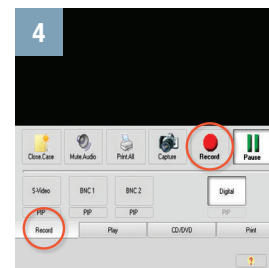 4
Close.Case Mute.Audio Print.All Capture Record Pause
S-Video BNC 1 BNC 2 Digital
PIP PIP PIP PIP
Record Play CD/DVD Print
?